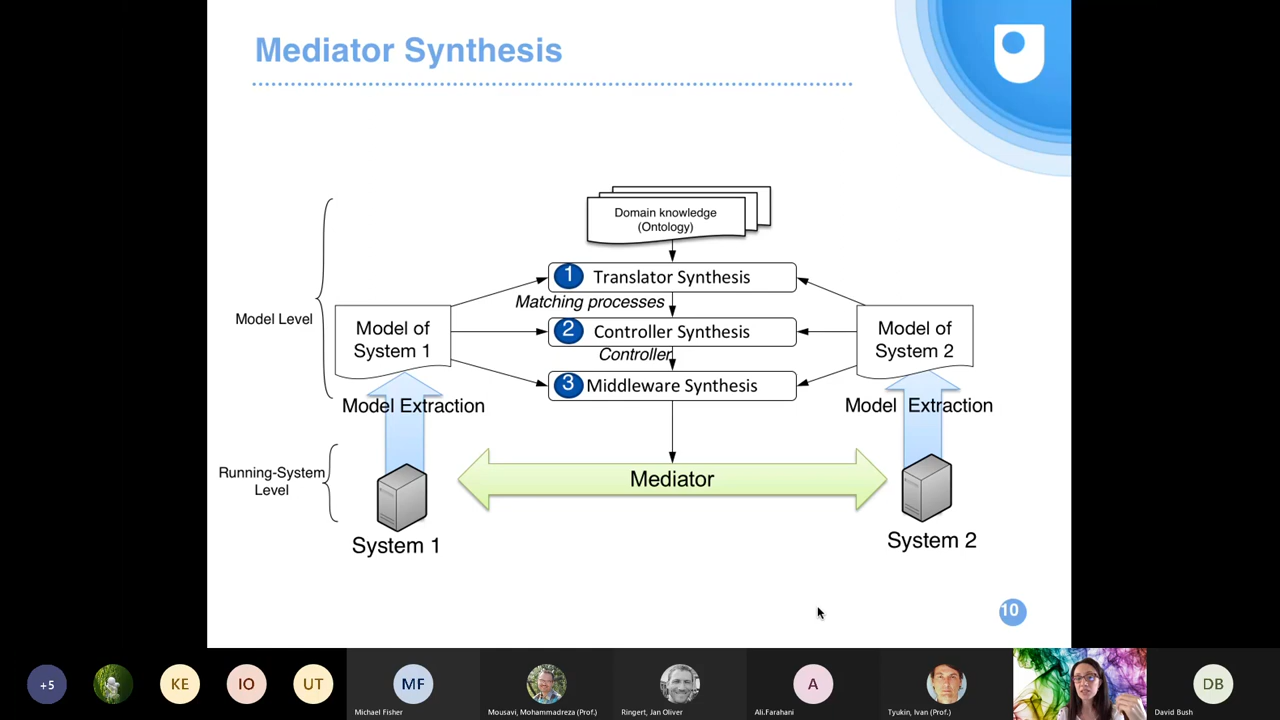 Mediator Synthesis
Domain knowledge
(Ontology)
1 Translator Synthesis
Matching processes
2 Controller Synthesis
Controller
3 Middleware Synthesis
Model Level
Model of
System 1
Model of
System 2
Model Extraction
Model Extraction
Running-System
Level
Mediator
System 1
System 2
10
+5
KE
IO
UT
MF
A
DB
Michael Fisher
Mousavi, Mohammadreza (Prof.)
Ringert, Jan Oliver
Ali.Farahani
Tyukin, Ivan (Prof.)
David Bush